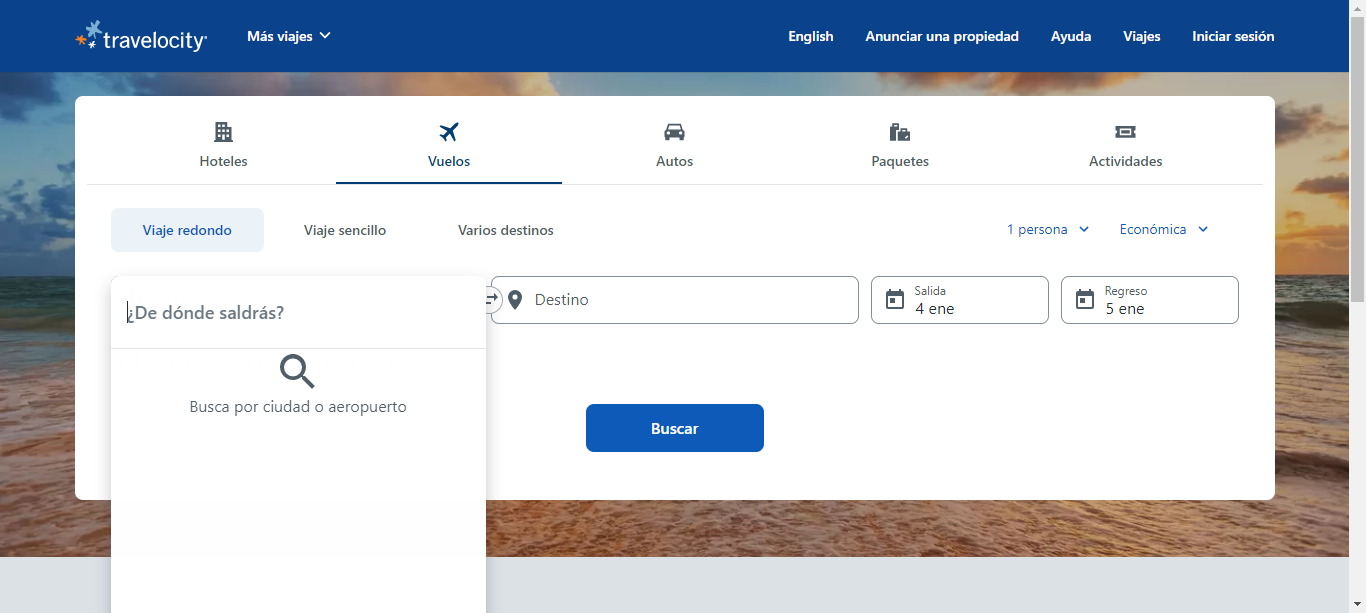 travelocity
Más viajes
English
Anunciar una propiedad
Ayuda
Viajes
Iniciar sesión
Hoteles
Vuelos
Autos
Paquetes
Actividades
Viaje redondo
Viaje sencillo
Varios destinos
1 persona
Económica
¿De dónde saldrás?
Busca por ciudad o aeropuerto
Destino
Salida
4 ene
Regreso
5 ene
Buscar